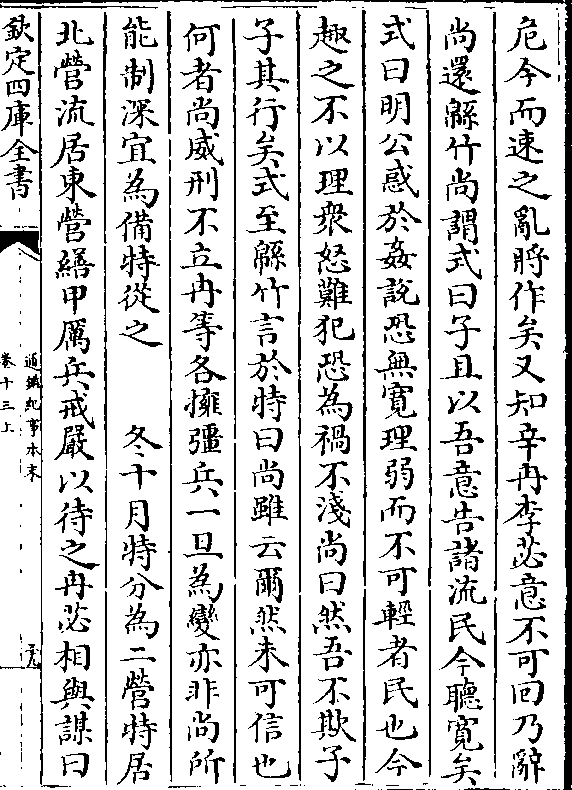 危今而速之亂將作矣又知辛冉李苾意不可回乃辭
尚還緜竹尚謂式曰子且以吾意告諸流民今聽寛矣
式曰明公惑於姦說恐無寛理弱而不可輕者民也今
趣之不以理衆怒難犯恐為禍不淺尚曰然吾不欺子
子其行矣式至緜竹言於特曰尚雖云爾然未可信也
何者尚威刑不立冉等各擁彊兵一旦為變亦非尚所
能制深宜為備特從之　　冬十月特分為二營特居
北營流居東營繕甲厲兵戒嚴以待之冉苾相與謀曰
欽定四庫全書
通鑑紀事本末
卷十三上